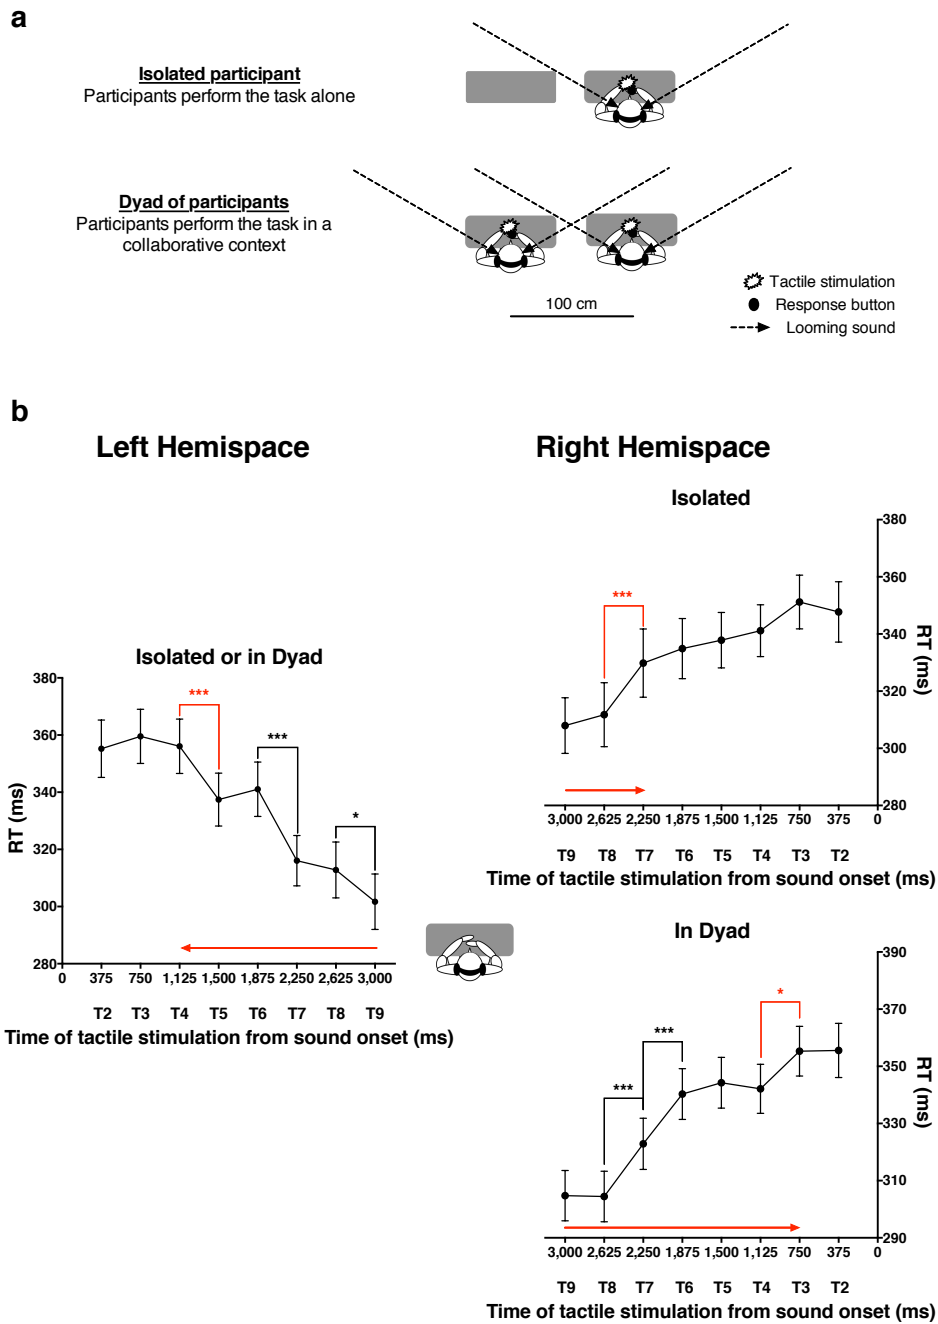 a
Isolated participant
Participants perform the task alone
Dyad of participants
Participants perform the task in a
collaborative context
Tactile stimulation
Response button
Looming sound
100 cm
b
Left Hemispace
Right Hemispace
Isolated or in Dyad
380
360
340
320
300
280
RT (ms)
***
***
*
0 375 750 1,125 1,500 1,875 2,250 2,625 3,000
T2 T3 T4 T5 T6 T7 T8 T9
Time of tactile stimulation from sound onset (ms)
Isolated
380
360
340
320
300
280
RT (ms)
***
3,000 2,625 2,250 1,875 1,500 1,125 750 375 0
T9 T8 T7 T6 T5 T4 T3 T2
Time of tactile stimulation from sound onset (ms)
In Dyad
390
370
350
330
310
290
RT (ms)
***
***
*
3,000 2,625 2,250 1,875 1,500 1,125 750 375 0
T9 T8 T7 T6 T5 T4 T3 T2
Time of tactile stimulation from sound onset (ms)